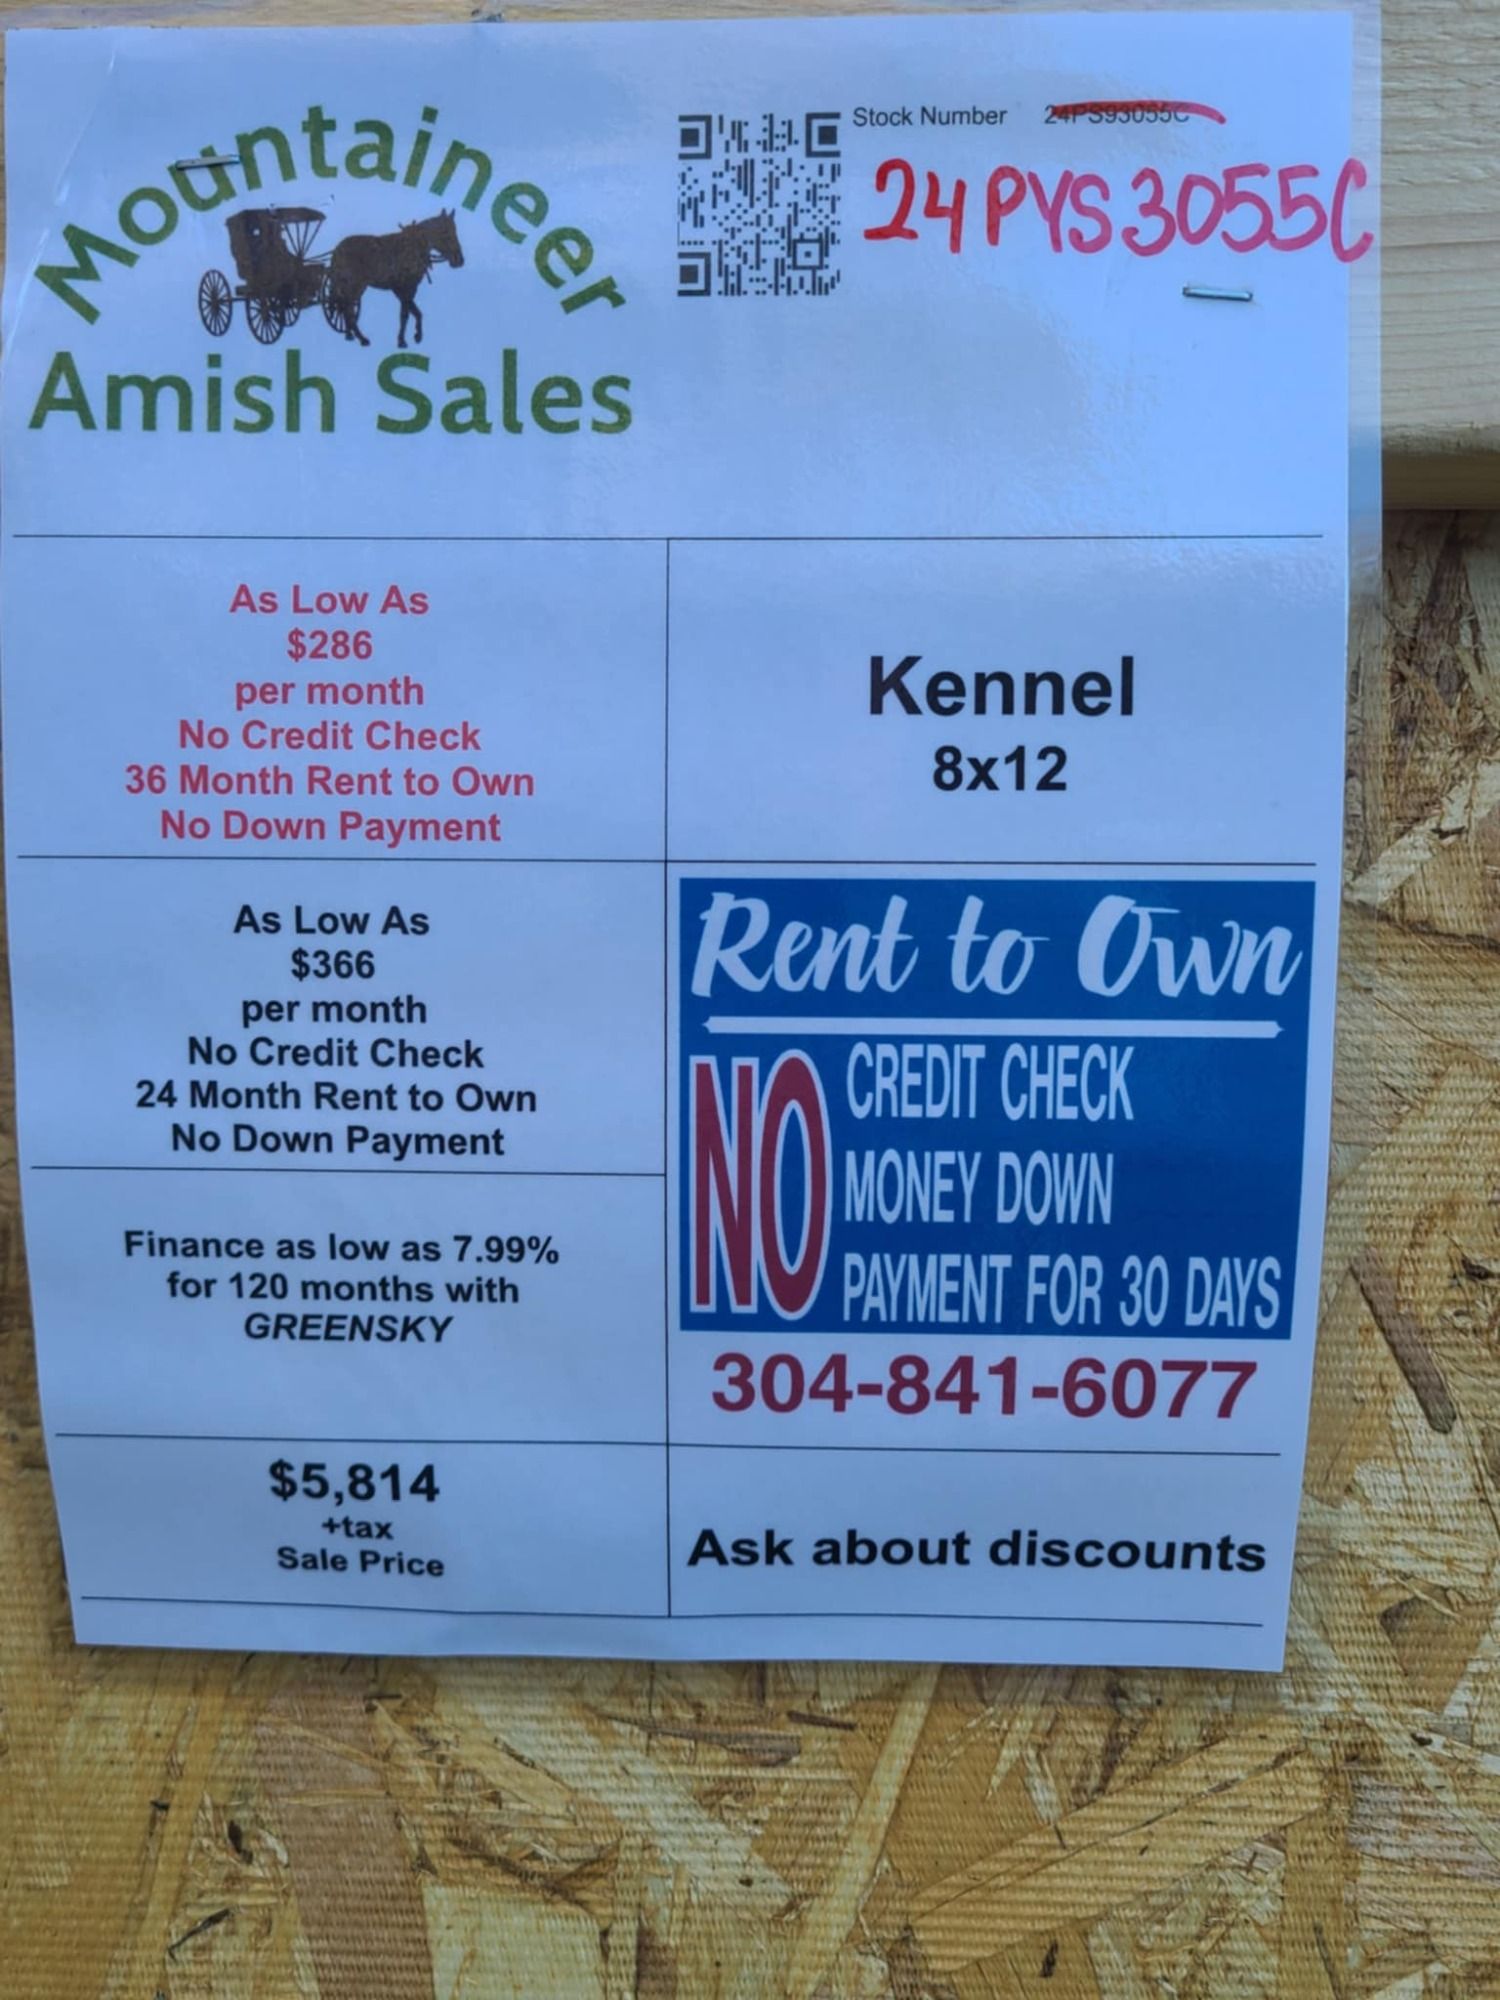 Mountaineer
Amish Sales
Stock Number 24PS93055C
24PYS3055C
As Low As
$286
per month
No Credit Check
36 Month Rent to Own
No Down Payment
Kennel
8x12
As Low As
$366
per month
No Credit Check
24 Month Rent to Own
No Down Payment
Finance as low as 7.99%
for 120 months with
GREENSKY
Rent to Own
NO
CREDIT CHECK
MONEY DOWN
PAYMENT FOR 30 DAYS
304-841-6077
$5,814
+tax
Sale Price
Ask about discounts